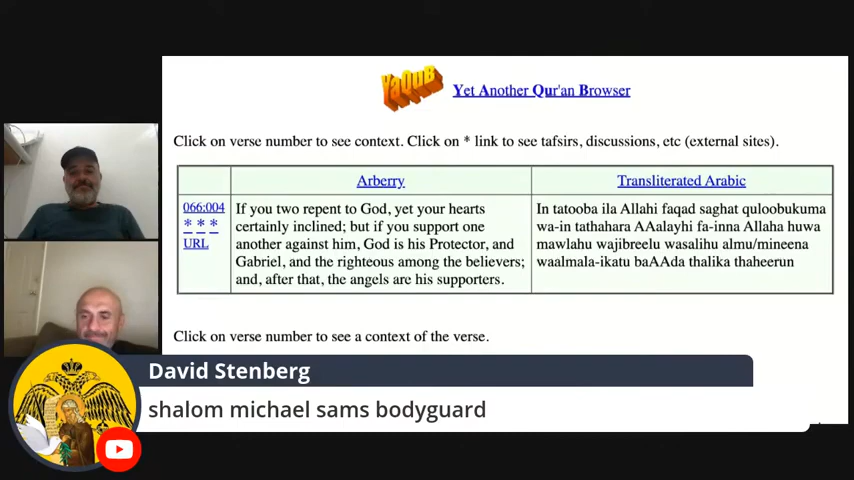 YaQuB
Yet Another Qur'an Browser
Click on verse number to see context. Click on * link to see tafsirs, discussions, etc (external sites).
Arberry
Transliterated Arabic
066:004
* * *
URL
If you two repent to God, yet your hearts
certainly inclined; but if you support one
another against him, God is his Protector, and
Gabriel, and the righteous among the believers;
and, after that, the angels are his supporters.
In tatooba ila Allahi faqad saghat quloobukuma
wa-in tathahara AAalayhi fa-inna Allaha huwa
mawlahu wajibreelu wasalihu almu/mineena
waalmala-ikatu baAAda thalika thaheerun
Click on verse number to see a context of the verse.
David Stenberg
shalom michael sams bodyguard